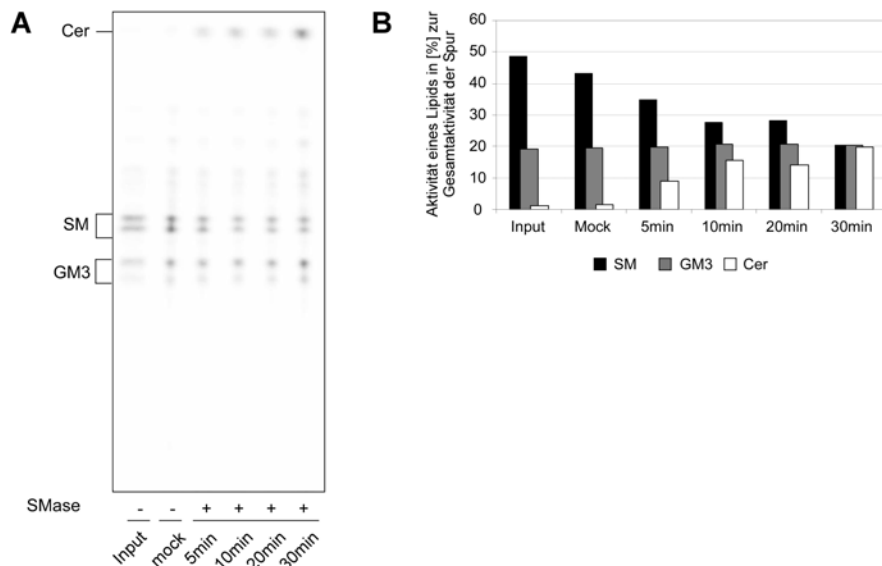 A
Cer
SM
GM3
SMase - - + + + +
Input mock 5min 10min 20min 30min
B
Aktivität eines Lipids in [%] zur
Gesamtaktivität der Spur
60
50
40
30
20
10
0
Input Mock 5min 10min 20min 30min
SM GM3 Cer